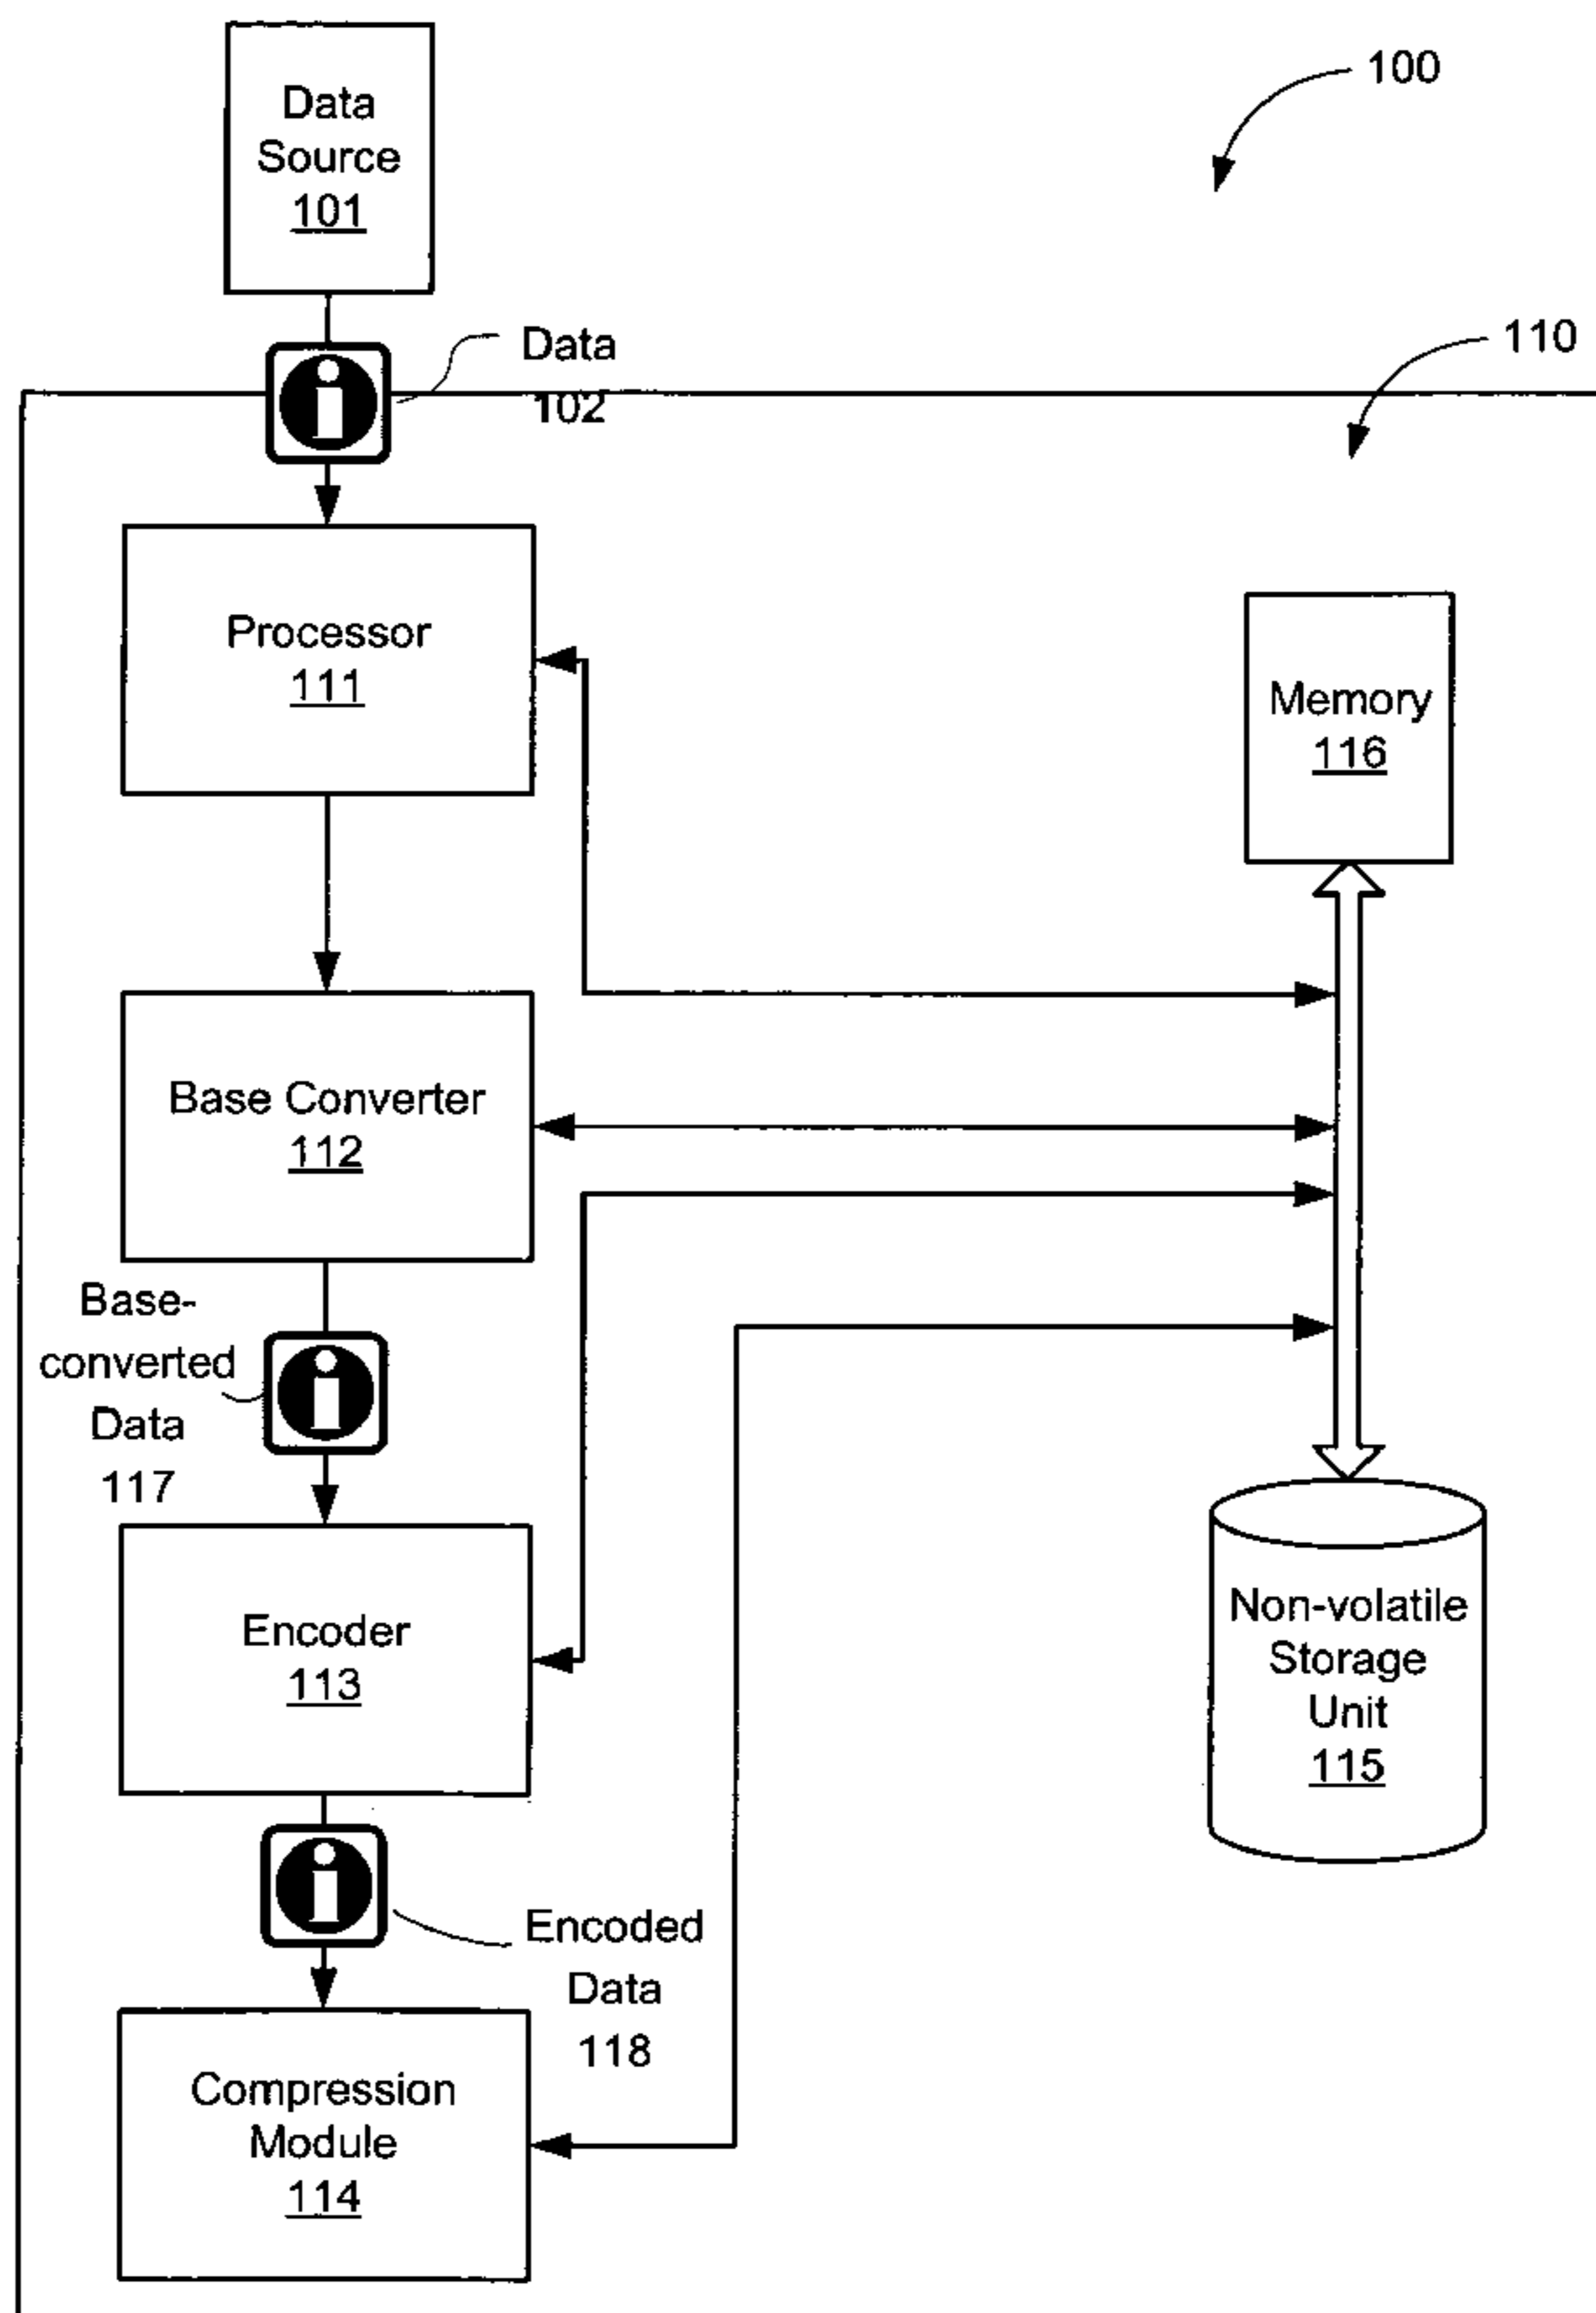 Data
Source
101
100
Data
102
110
Processor
111
Memory
116
Base Converter
112
Base-
converted
Data
117
Encoder
113
Non-volatile
Storage
Unit
115
Encoded
Data
118
Compression
Module
114